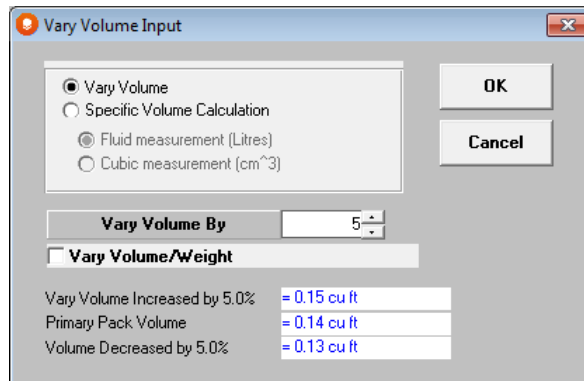 Vary Volume Input
Vary Volume
OK
Specific Volume Calculation
Fluid measurement (Litres)
Cancel
Cubic measurement (cm^3)
Vary Volume By 5
Vary Volume/Weight
Vary Volume Increased by 5.0% = 0.15 cu ft
Primary Pack Volume = 0.14 cu ft
Volume Decreased by 5.0% = 0.13 cu ft